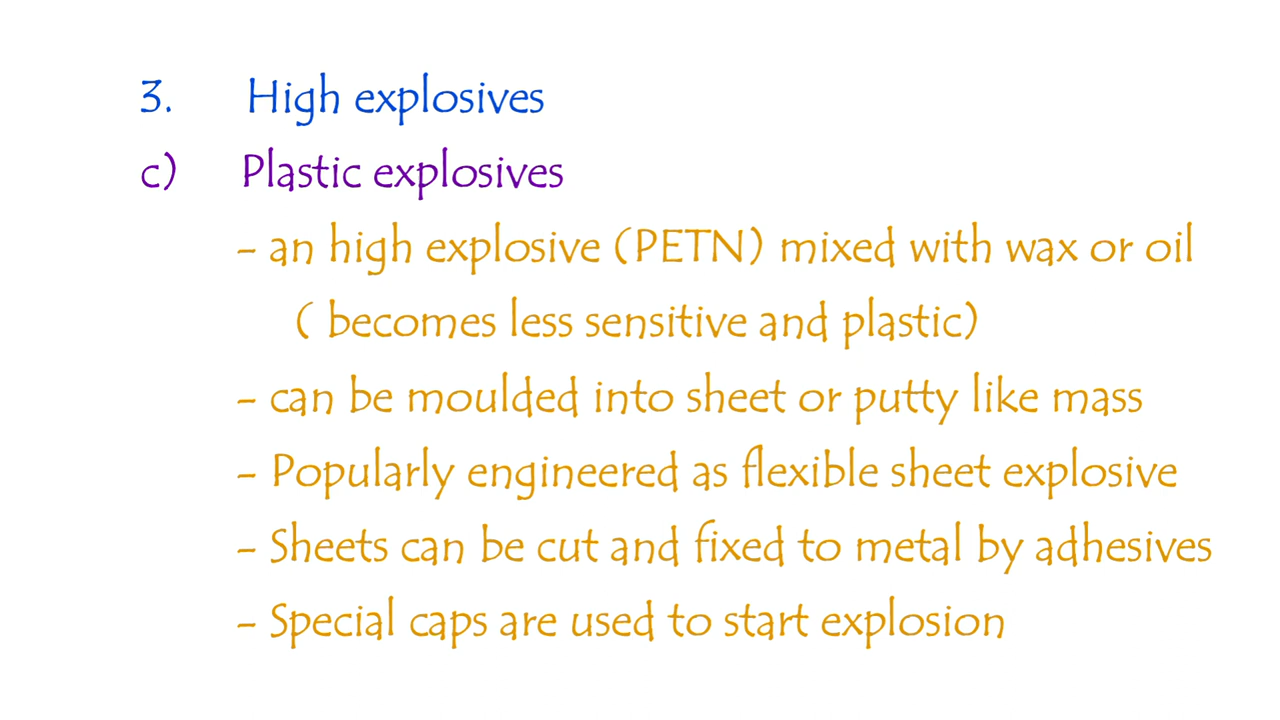 3. High explosives
c) Plastic explosives
- an high explosive (PETN) mixed with wax or oil
( becomes less sensitive and plastic)
- can be moulded into sheet or putty like mass
- Popularly engineered as flexible sheet explosive
- Sheets can be cut and fixed to metal by adhesives
- Special caps are used to start explosion